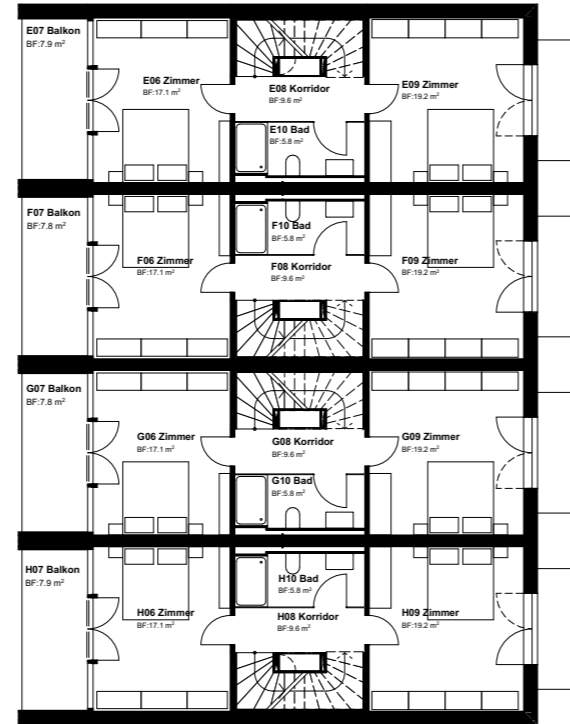 E07 Balkon
BF:7.9 m²
E06 Zimmer
BF:17.1 m²
E08 Korridor
BF:9.6 m²
E09 Zimmer
BF:19.2 m²
E10 Bad
BF:5.8 m²
F07 Balkon
BF:7.8 m²
F10 Bad
BF:5.8 m²
F06 Zimmer
BF:17.1 m²
F08 Korridor
BF:9.6 m²
F09 Zimmer
BF:19.2 m²
G07 Balkon
BF:7.8 m²
G06 Zimmer
BF:17.1 m²
G08 Korridor
BF:9.6 m²
G09 Zimmer
BF:19.2 m²
G10 Bad
BF:5.8 m²
H07 Balkon
BF:7.9 m²
H10 Bad
BF:5.8 m²
H06 Zimmer
BF:17.1 m²
H08 Korridor
BF:9.6 m²
H09 Zimmer
BF:19.2 m²